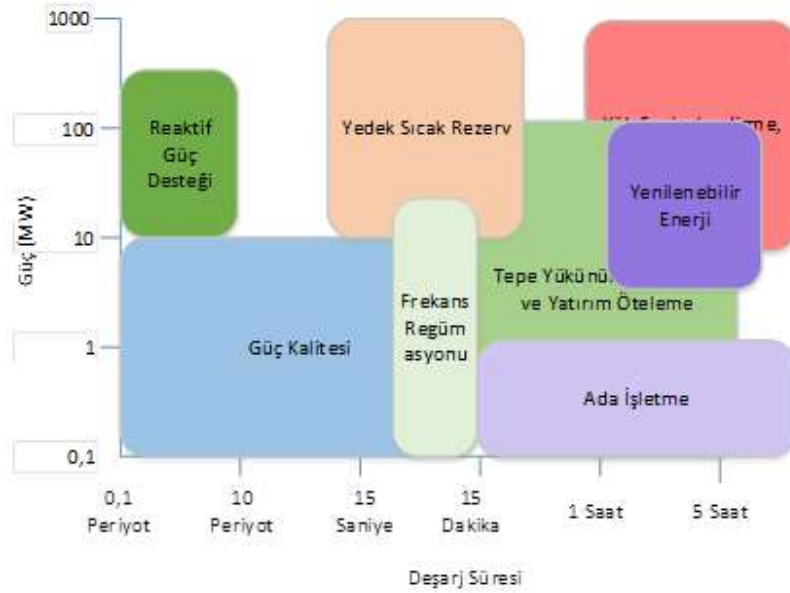 1000
100
10
1
0,1
Güç (MW)
Reaktif
Güç
Desteği
Yedek Sıcak Rezerv
Yenilenebilir
Enerji
Tepe
ve Yatırım Öteleme
Frekans
Regüm
asyonu
Güç Kalitesi
Ada İşletme
0,1
Periyot
10
Periyot
15
Saniye
15
Dakika
1 Saat
5 Saat
Deşarj Süresi